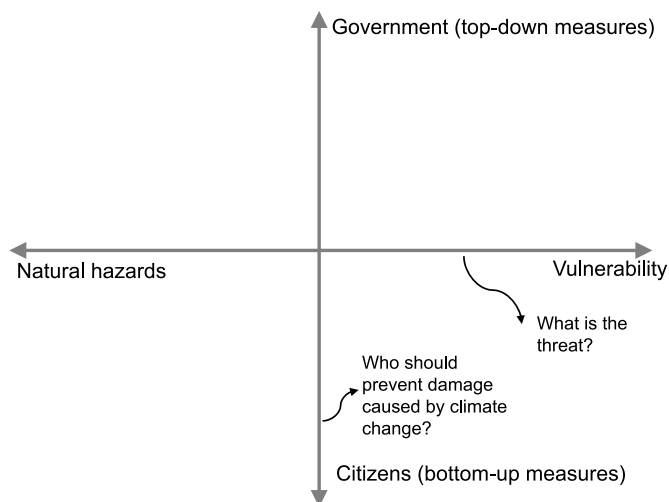 Government (top-down measures)
Natural hazards
Vulnerability
What is the
threat?
Who should
prevent damage
caused by climate
change?
Citizens (bottom-up measures)